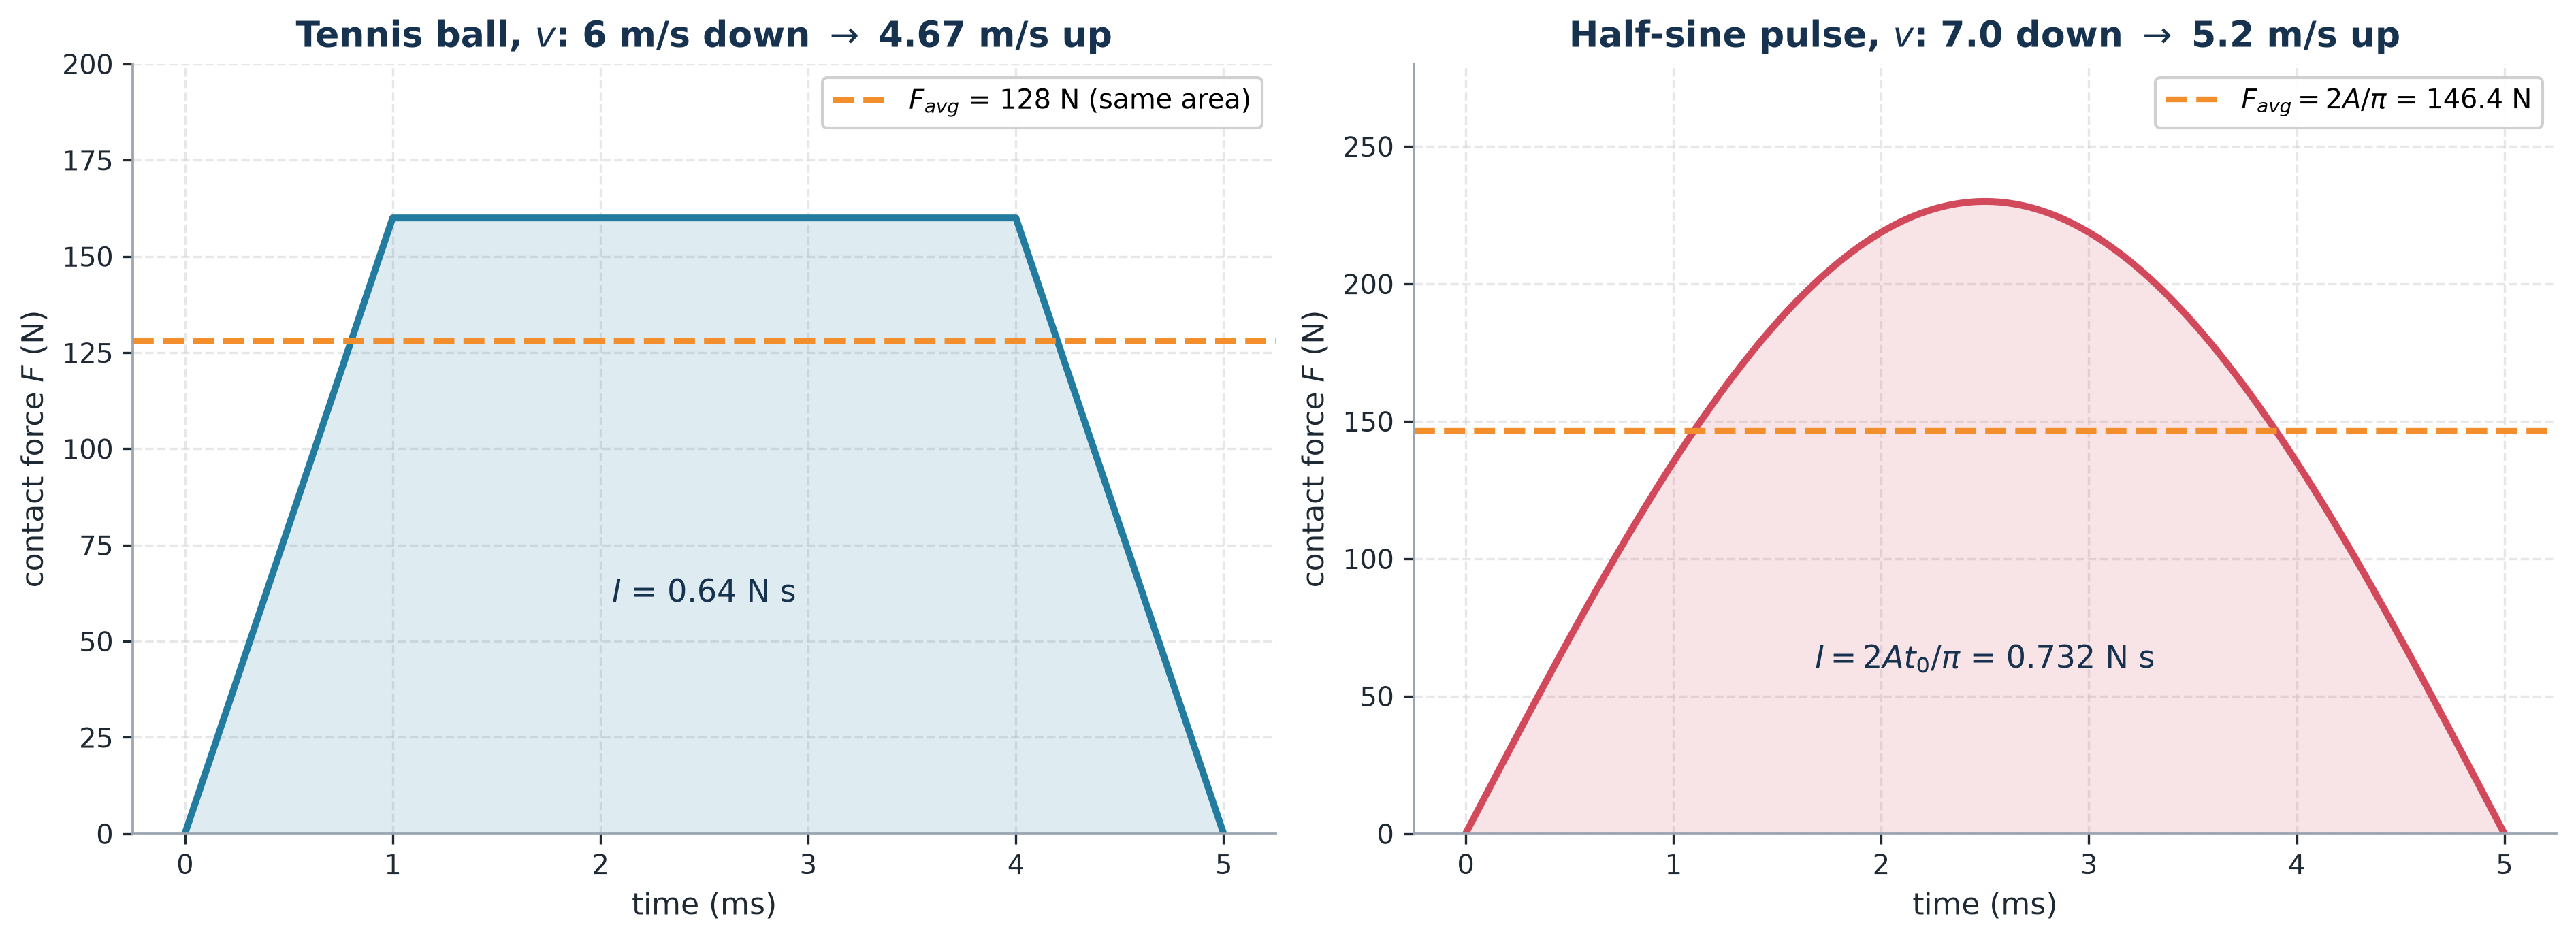 Tennis ball, v: 6 m/s down → 4.67 m/s up
200
175
150
125
100
75
50
25
0
contact force F (N)
F_avg = 128 N (same area)
I = 0.64 N s
0 1 2 3 4 5
time (ms)
Half-sine pulse, v: 7.0 down → 5.2 m/s up
250
200
150
100
50
0
contact force F (N)
F_avg = 2A/π = 146.4 N
I = 2At₀/π = 0.732 N s
0 1 2 3 4 5
time (ms)